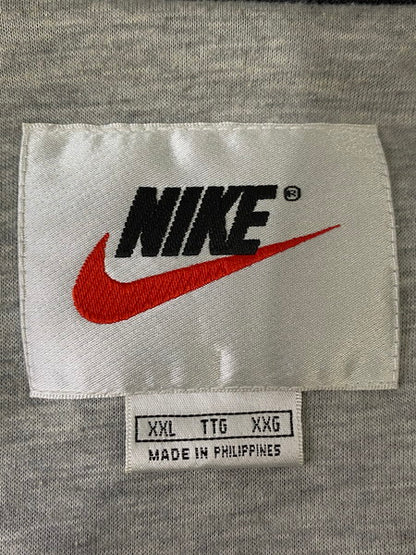 NIKE ®
XXL TTG XXG
MADE IN PHILIPPINES